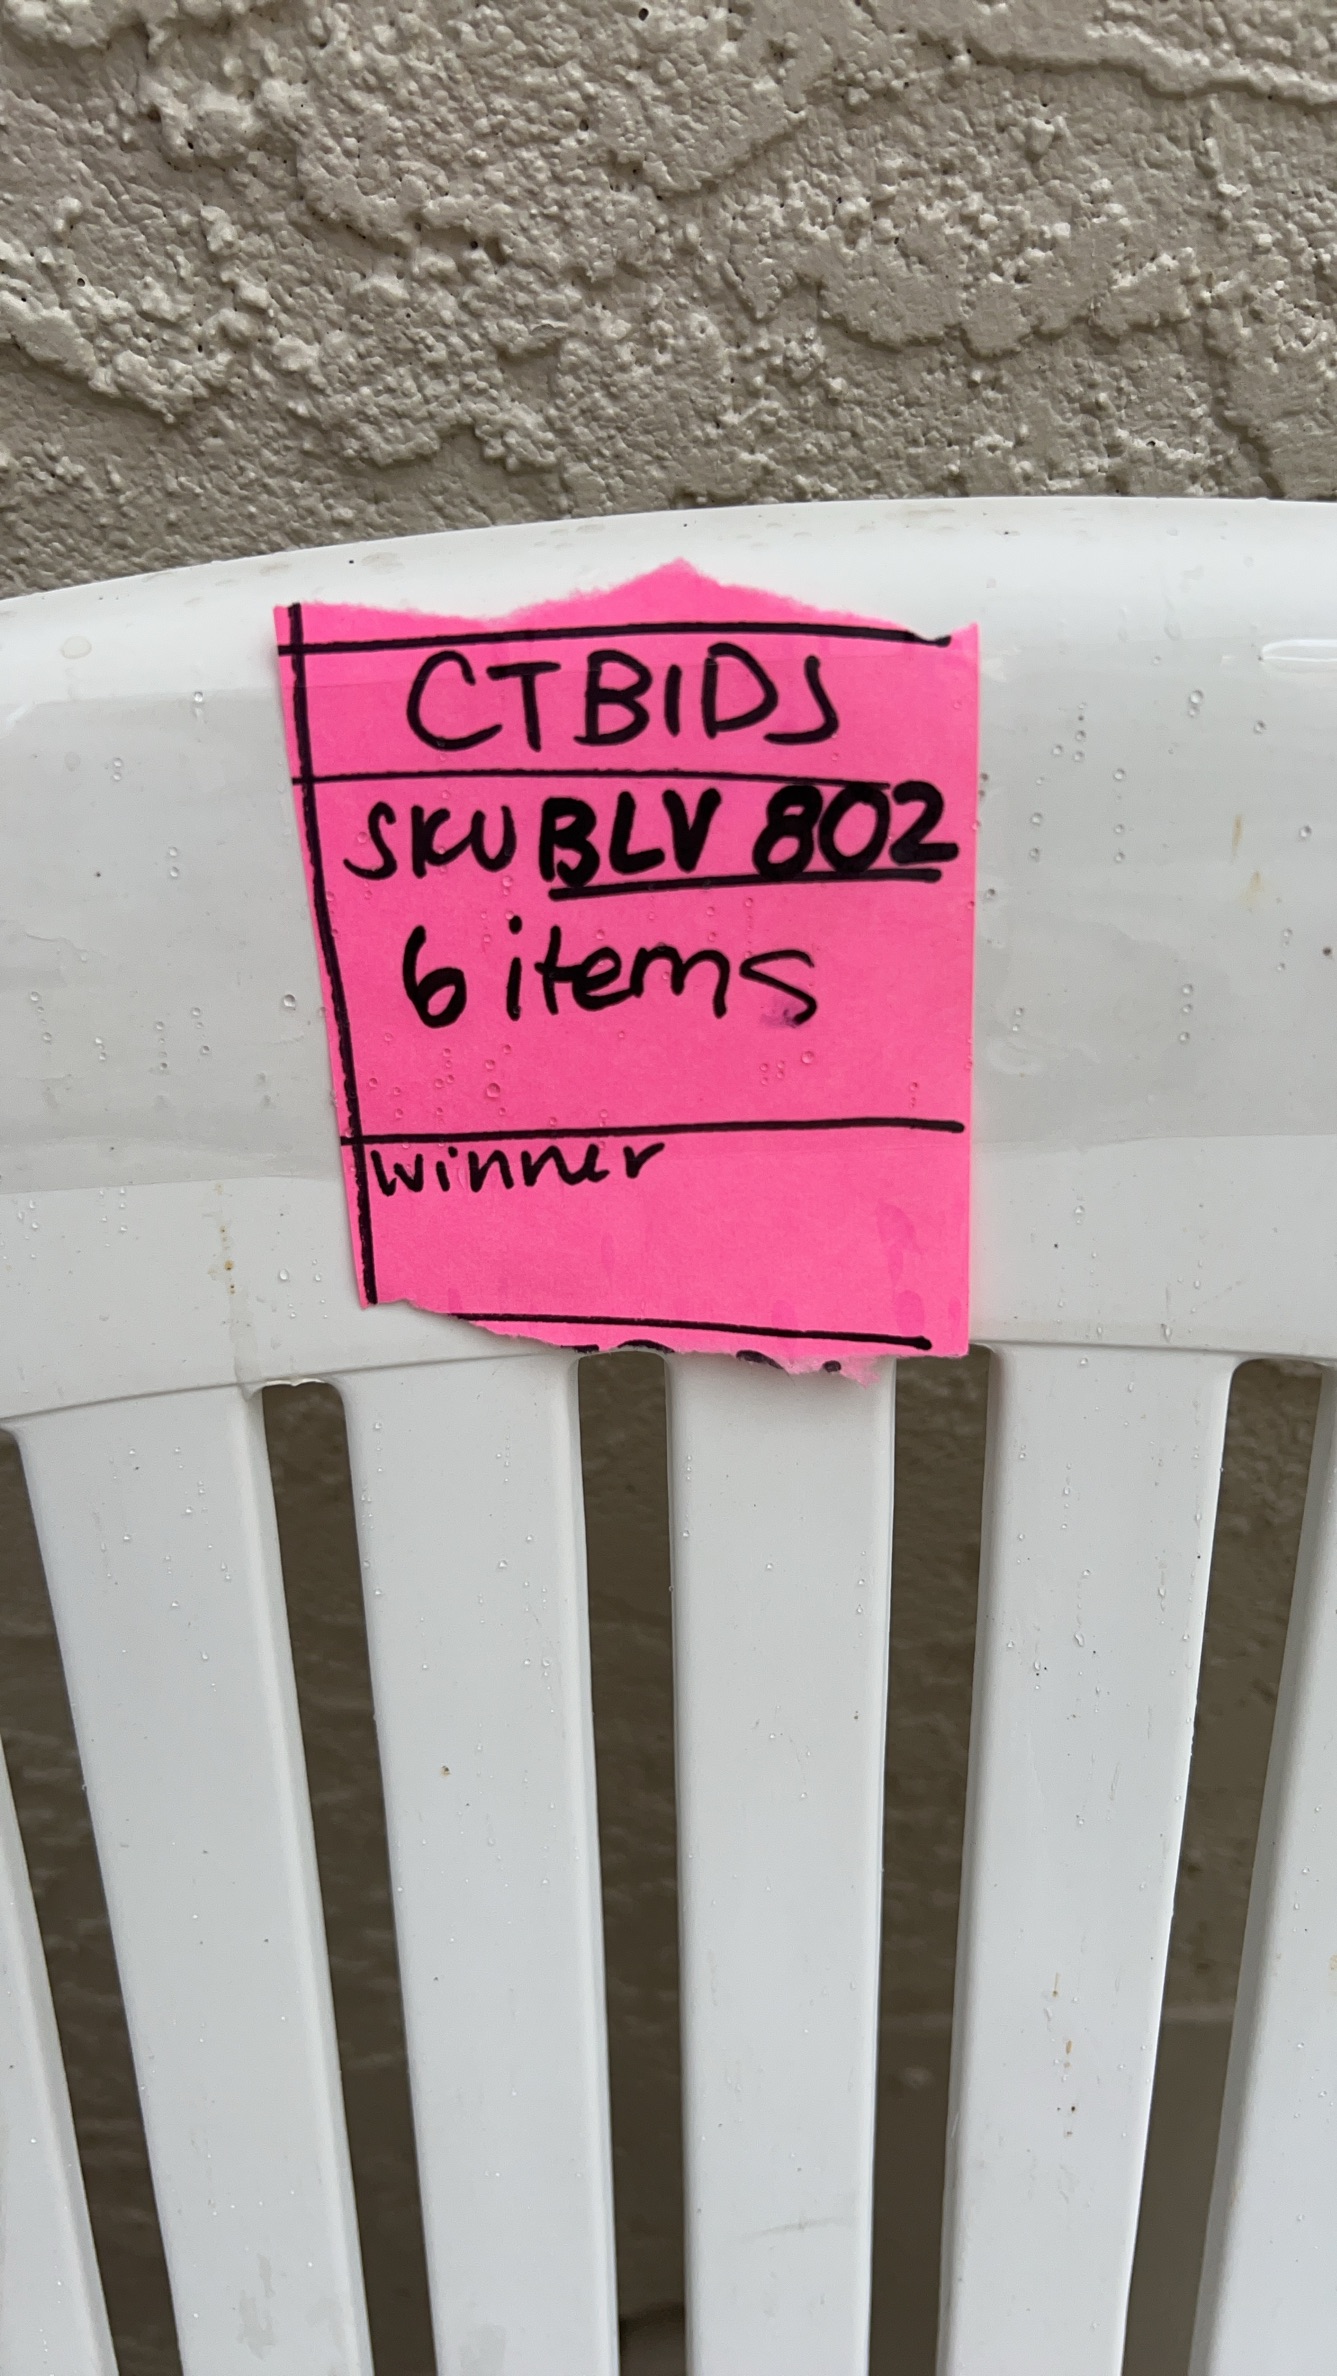 CTBIDS
SKU BLV 802
6 items
winner